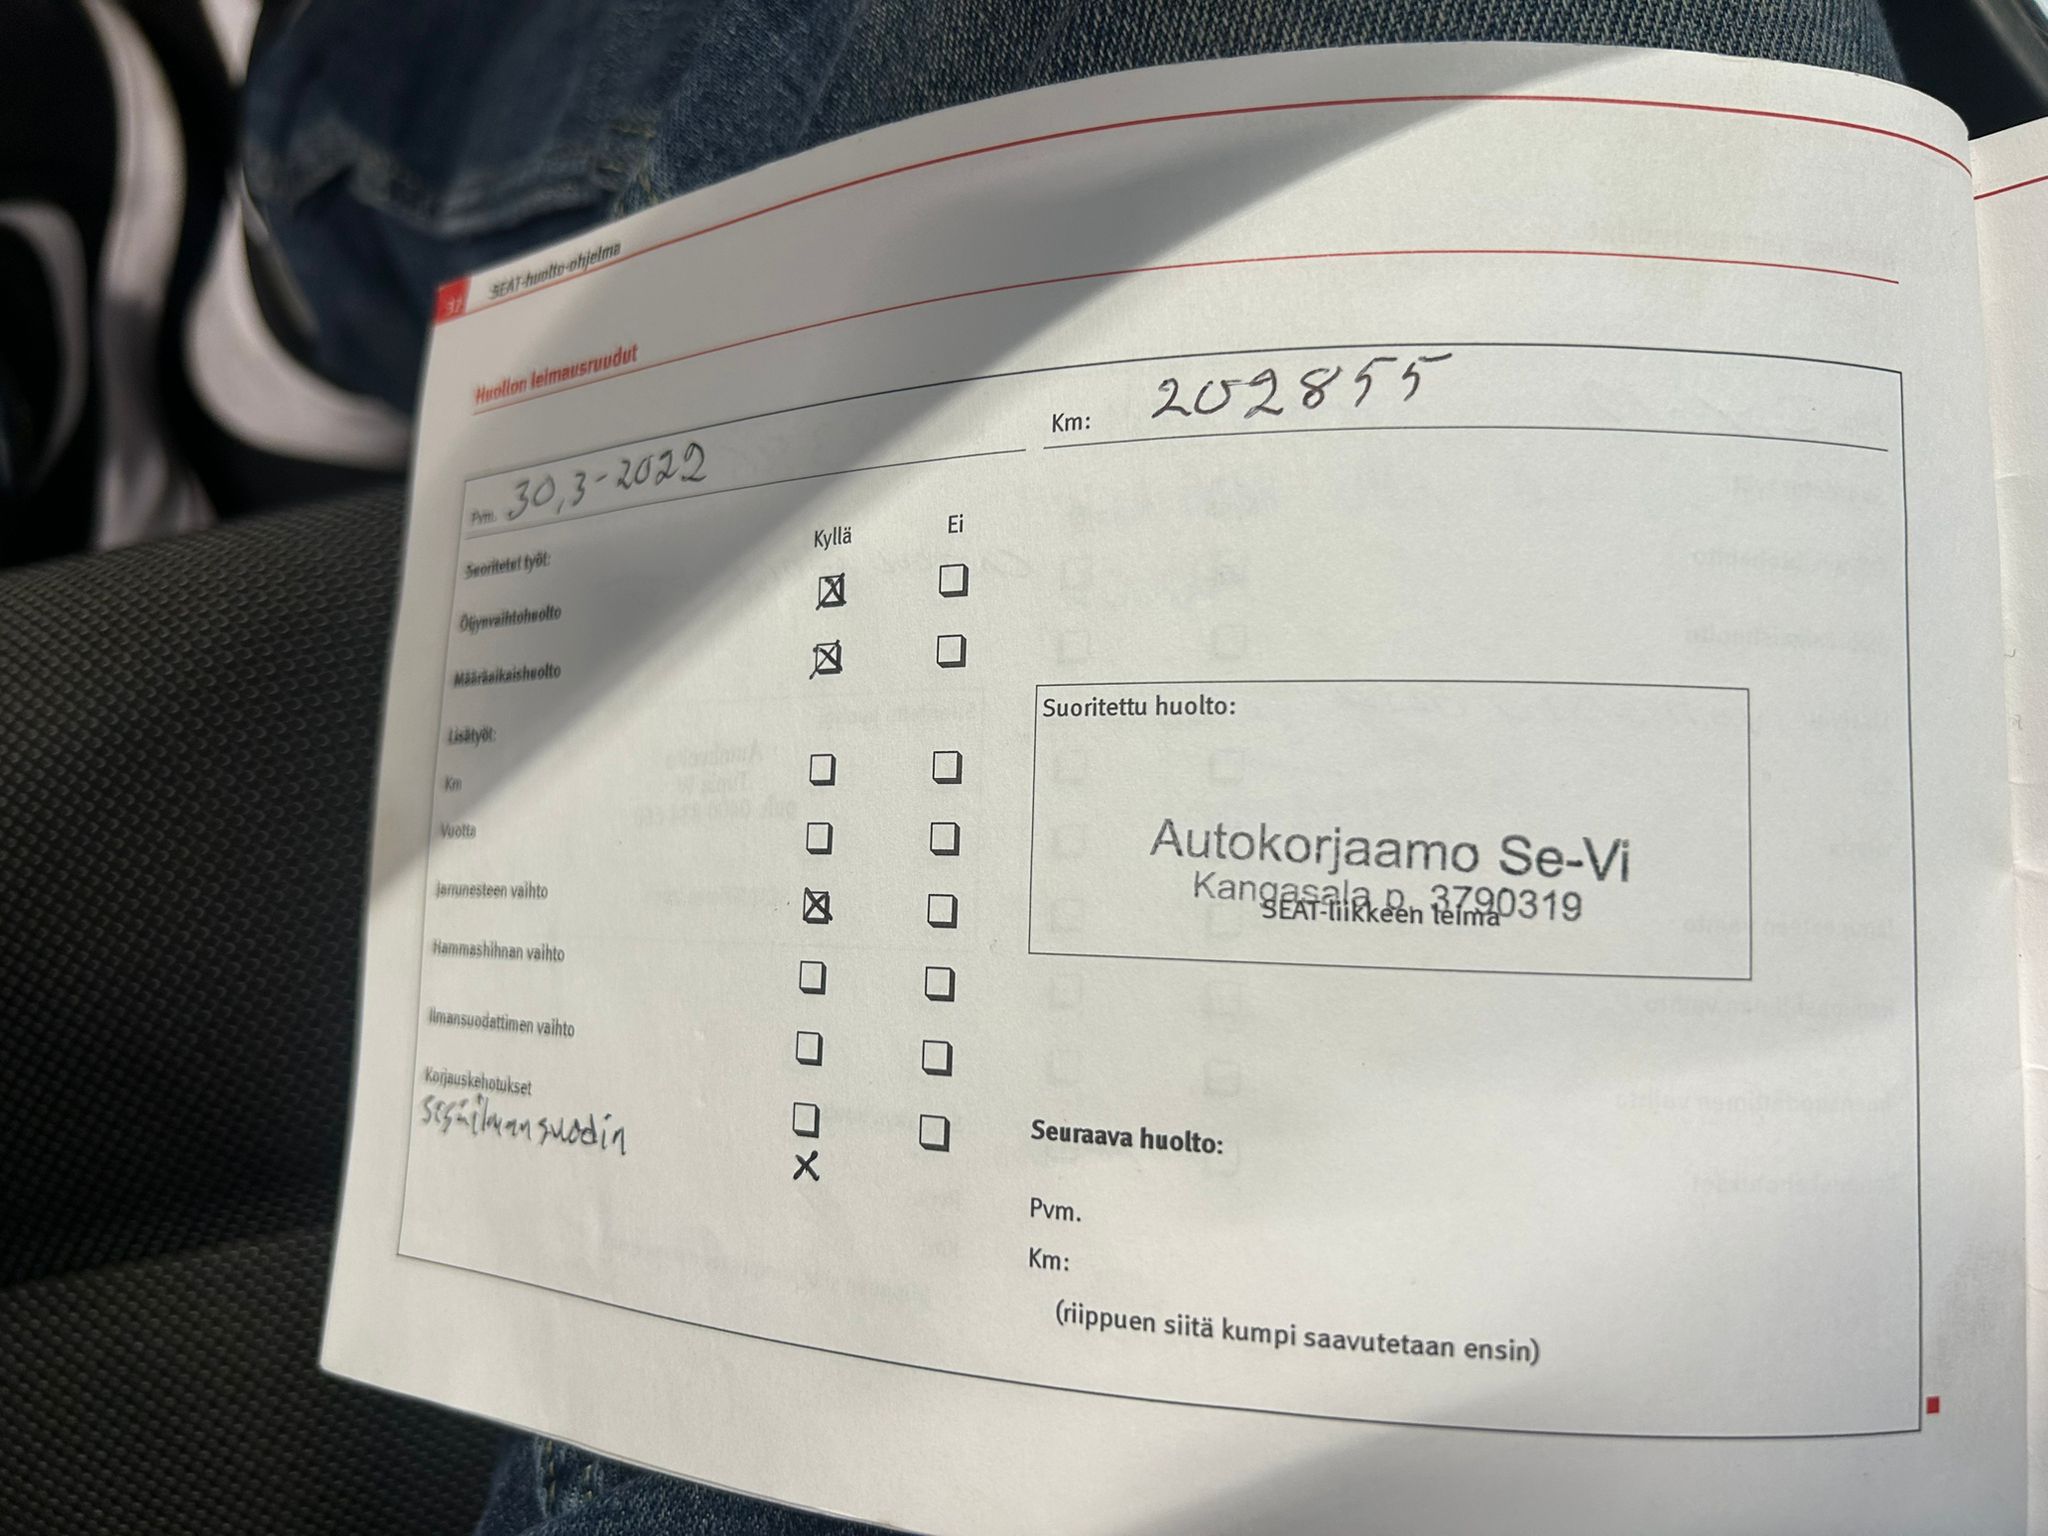 32 SEAT-huolto-ohjelma
Huollon leimausruudut
Pvm. 30,3-2022
Km: 202855
Suoritetut työt:
Kyllä Ei
Öljynvaihtohuolto
Määräaikaishuolto
Lisätyöt:
Km
Vuotta
Jarrunesteen vaihto
Hammashihnan vaihto
Ilmansuodattimen vaihto
Korjauskehotukset
sisäilmansuodin X
Suoritettu huolto:
Autokorjaamo Se-Vi
Kangasala p. 3790319
SEAT-liikkeen leima
Seuraava huolto:
Pvm.
Km:
(riippuen siitä kumpi saavutetaan ensin)